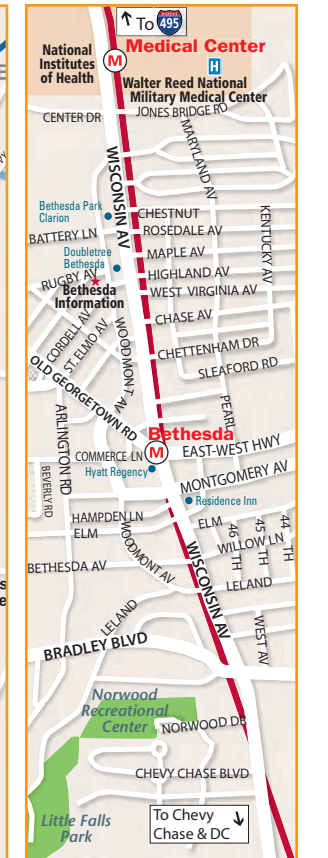 To 495
Medical Center
M
National
Institutes
of Health
H
Walter Reed National
Military Medical Center
CENTER DR
JONES BRIDGE RD
MARYLAND AV
WISCONSIN AV
Bethesda Park
Clarion
CHESTNUT
KENTUCKY AV
BATTERY LN
ROSEDALE AV
Doubletree
Bethesda
MAPLE AV
HIGHLAND AV
RUGBY AV
Bethesda
Information
WEST VIRGINIA AV
CORDELL AV
ST. ELMO AV
WOODMONT AV
CHASE AV
CHETTENHAM DR
SLEAFORD RD
OLD GEORGETOWN RD
PEARL
ARLINGTON RD
Bethesda
M
COMMERCE LN
EAST-WEST HWY
Hyatt Regency
BEVERLY RD
MONTGOMERY AV
Residence Inn
HAMPDEN LN
ELM
ELM
46 TH
45 TH
44 TH
WILLOW LN
WOODMONT AV
WISCONSIN AV
BETHESDA AV
LELAND
LELAND
WEST AV
BRADLEY BLVD
Norwood
Recreational
Center
NORWOOD DR
CHEVY CHASE BLVD
To Chevy
Chase & DC
Little Falls
Park